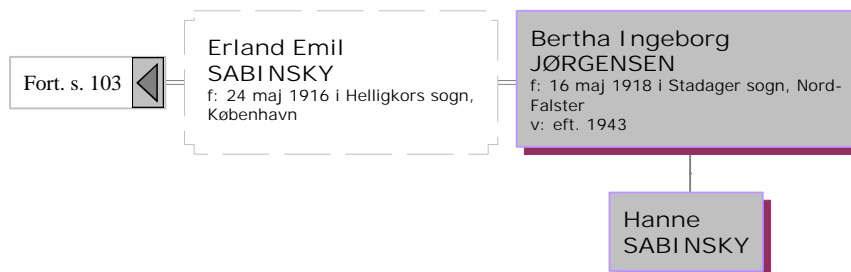 Fort. s. 103
Erland Emil
SABINSKY
f: 24 maj 1916 i Helligkors sogn,
København
Bertha Ingeborg
JØRGENSEN
f: 16 maj 1918 i Stadager sogn, Nord-
Falster
v: eft. 1943
Hanne
SABINSKY